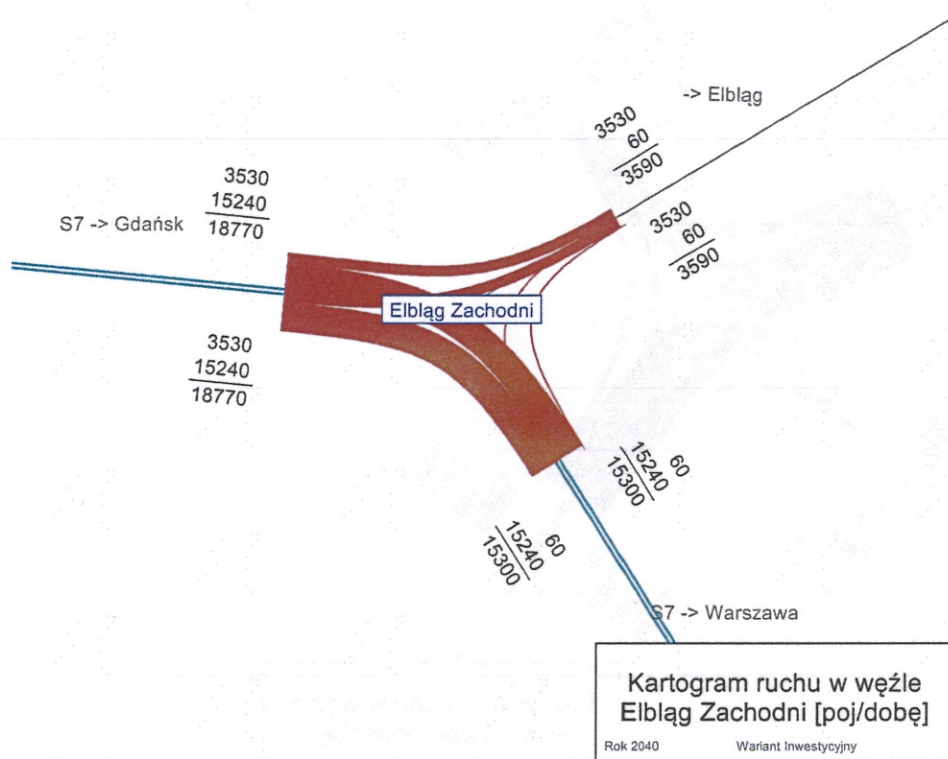 -> Elbląg
3530
60
3590
3530
15240
18770
S7 -> Gdańsk
3530
60
3590
Elbląg Zachodni
3530
15240
18770
60
15240
15300
60
15240
15300
S7 -> Warszawa
Kartogram ruchu w węźle
Elbląg Zachodni [poj/dobę]
Rok 2040 Wariant Inwestycyjny